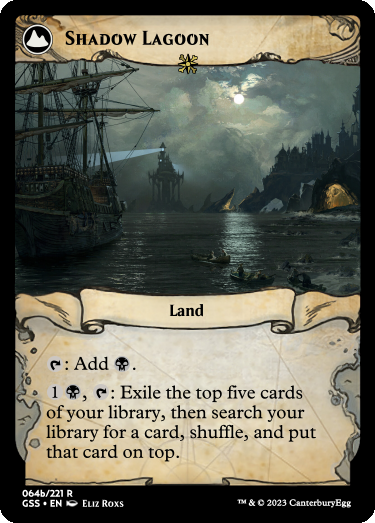 Shadow Lagoon
Land
: Add .
1 , : Exile the top five cards
of your library, then search your
library for a card, shuffle, and put
that card on top.
064b/221 R
GSS • EN Eliz Roxs
™ & © 2023 CanterburyEgg